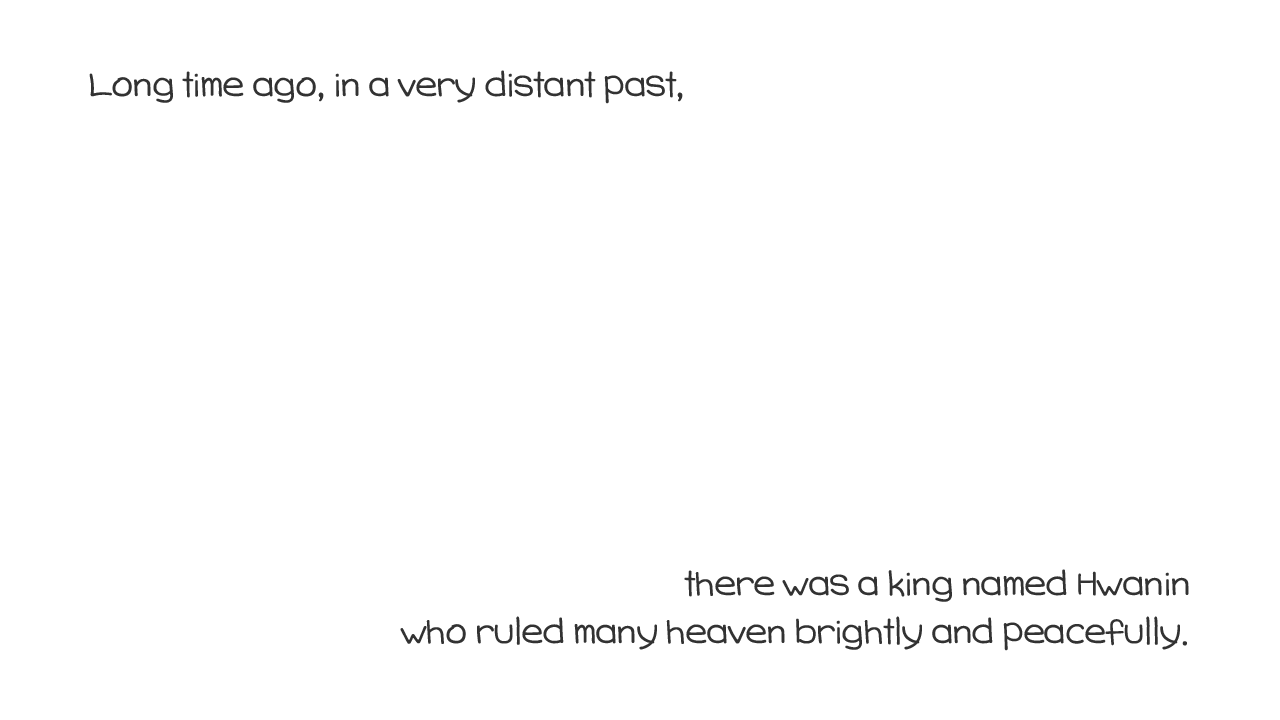 Long time ago, in a very distant past,
there was a king named Hwanin
who ruled many heaven brightly and peacefully.